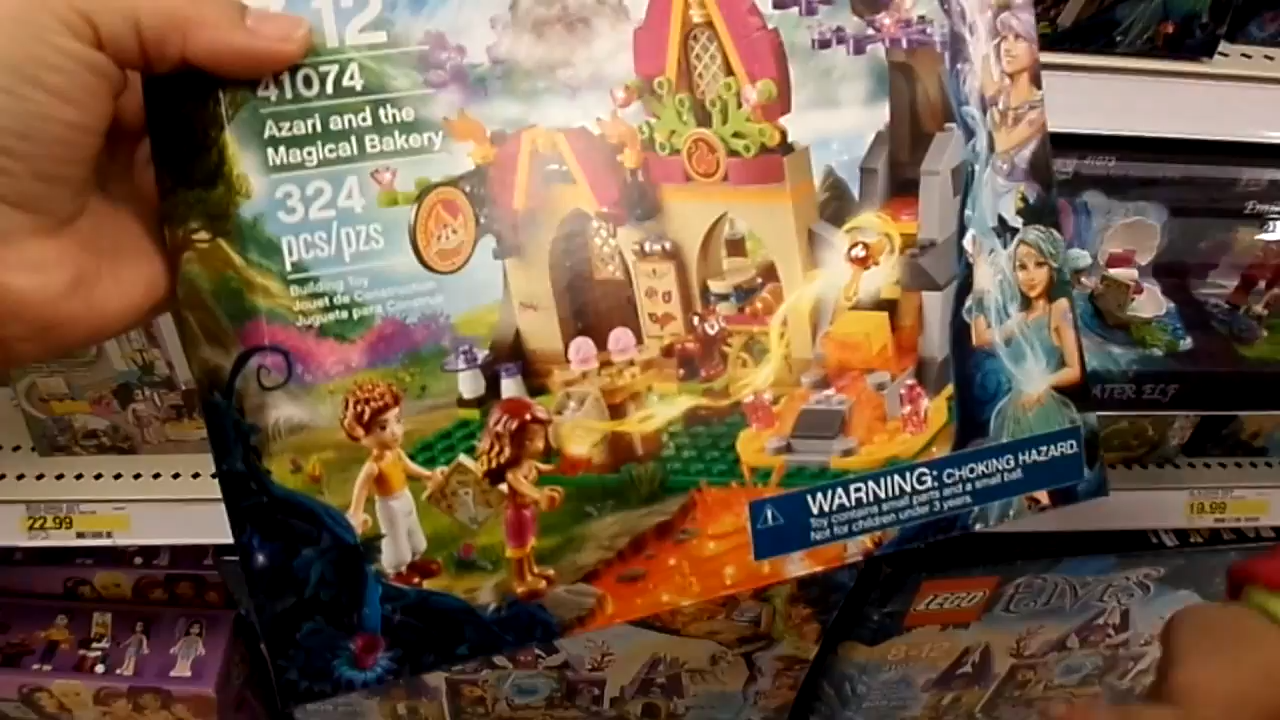 12
41074
Azari and the
Magical Bakery
324
pcs/pzs
Building Toy
Jouet de Construction
Juguete para Construir
WARNING: CHOKING HAZARD.
Toy contains small parts and a small ball.
Not for children under 3 years.
41073
ATER ELF
22.99
19.99
LEGO ELVES
8-12